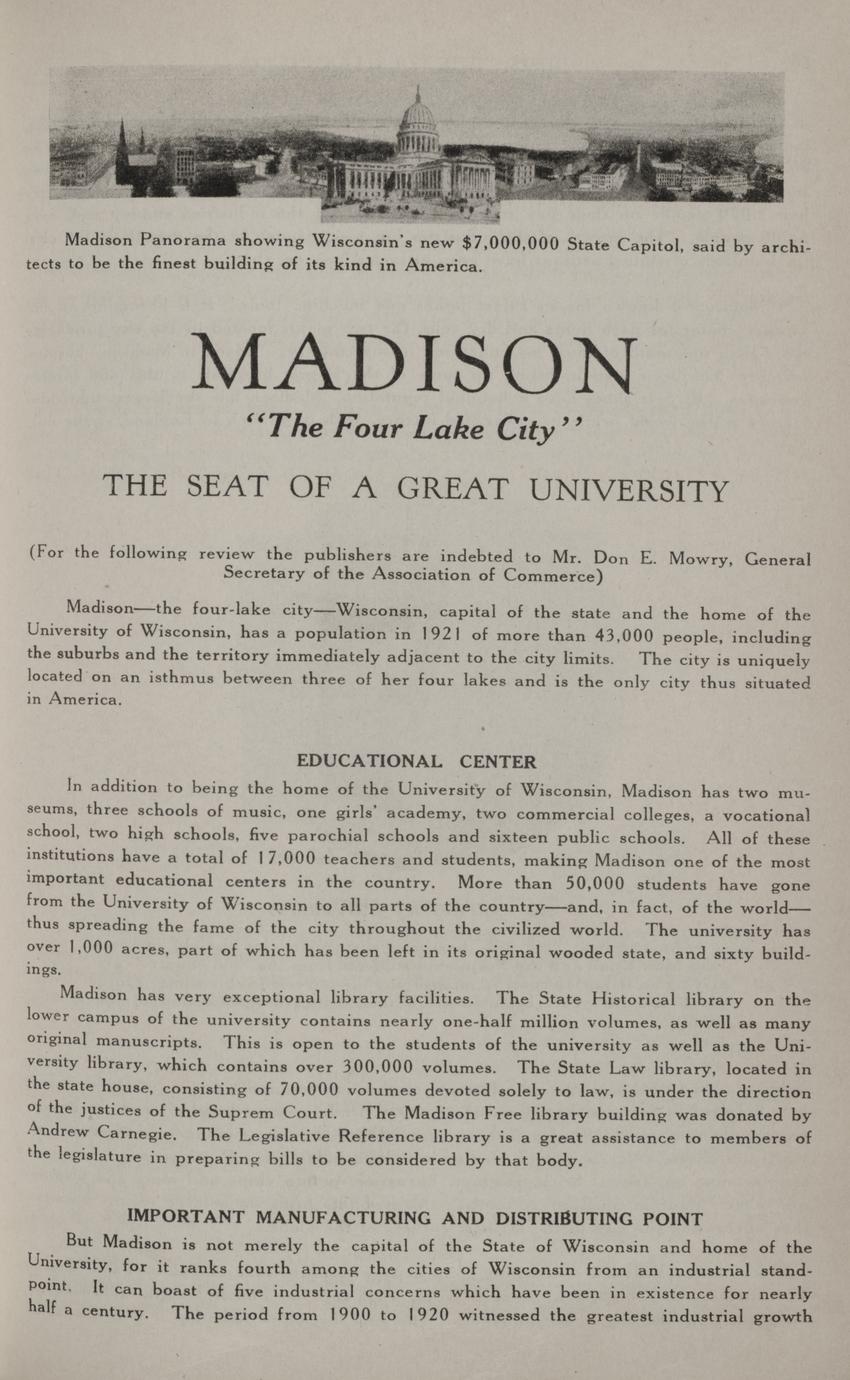 Madison Panorama showing Wisconsin's new $7,000,000 State Capitol, said by archi-
tects to be the finest building of its kind in America.
MADISON
"The Four Lake City"
THE SEAT OF A GREAT UNIVERSITY
(For the following review the publishers are indebted to Mr. Don E. Mowry, General
Secretary of the Association of Commerce)
Madison—the four-lake city—Wisconsin, capital of the state and the home of the
University of Wisconsin, has a population in 1921 of more than 43,000 people, including
the suburbs and the territory immediately adjacent to the city limits. The city is uniquely
located on an isthmus between three of her four lakes and is the only city thus situated
in America.
EDUCATIONAL CENTER
In addition to being the home of the University of Wisconsin, Madison has two mu-
seums, three schools of music, one girls' academy, two commercial colleges, a vocational
school, two high schools, five parochial schools and sixteen public schools. All of these
institutions have a total of 17,000 teachers and students, making Madison one of the most
important educational centers in the country. More than 50,000 students have gone
from the University of Wisconsin to all parts of the country—and, in fact, of the world—
thus spreading the fame of the city throughout the civilized world. The university has
over 1,000 acres, part of which has been left in its original wooded state, and sixty build-
ings.
Madison has very exceptional library facilities. The State Historical library on the
lower campus of the university contains nearly one-half million volumes, as well as many
original manuscripts. This is open to the students of the university as well as the Uni-
versity library, which contains over 300,000 volumes. The State Law library, located in
the state house, consisting of 70,000 volumes devoted solely to law, is under the direction
of the justices of the Suprem Court. The Madison Free library building was donated by
Andrew Carnegie. The Legislative Reference library is a great assistance to members of
the legislature in preparing bills to be considered by that body.
IMPORTANT MANUFACTURING AND DISTRIBUTING POINT
But Madison is not merely the capital of the State of Wisconsin and home of the
University, for it ranks fourth among the cities of Wisconsin from an industrial stand-
point. It can boast of five industrial concerns which have been in existence for nearly
half a century. The period from 1900 to 1920 witnessed the greatest industrial growth